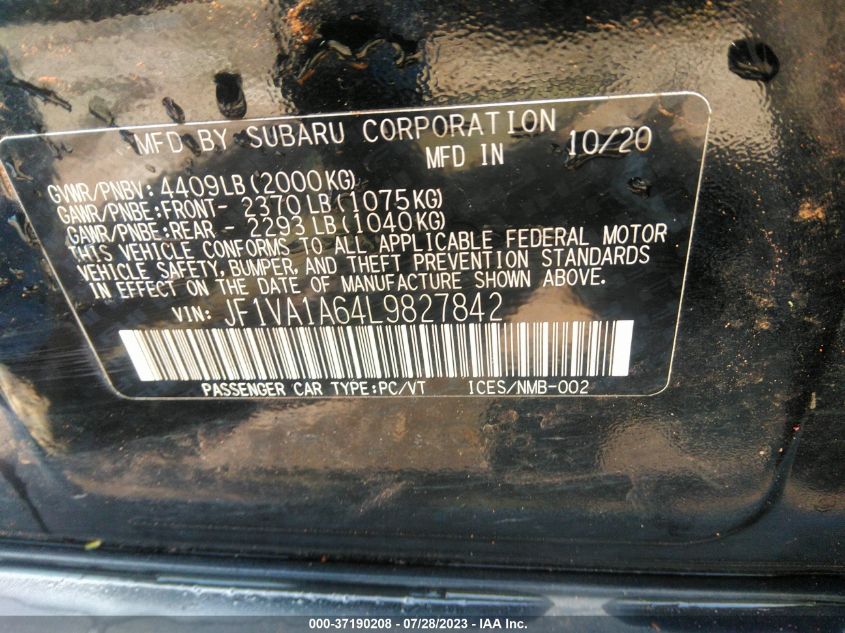 MFD BY SUBARU CORPORATION
MFD IN 10/20
GVWR/PNBV: 4409LB(2000KG)
GAWR/PNBE:FRONT- 2370LB(1075KG)
GAWR/PNBE:REAR - 2293LB(1040KG)
THIS VEHICLE CONFORMS TO ALL APPLICABLE FEDERAL MOTOR
VEHICLE SAFETY, BUMPER, AND THEFT PREVENTION STANDARDS
IN EFFECT ON THE DATE OF MANUFACTURE SHOWN ABOVE.
VIN: JF1VA1A64L9827842
PASSENGER CAR TYPE:PC/VT ICES/NMB-002
000-37190208 - 07/28/2023 - IAA Inc.